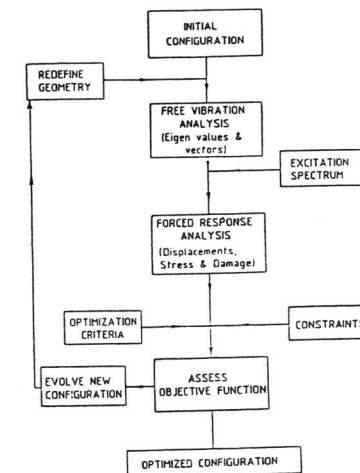 INITIAL
CONFIGURATION
REDEFINE
GEOMETRY
FREE VIBRATION
ANALYSIS
(Eigen values &
vectors)
EXCITATION
SPECTRUM
FORCED RESPONSE
ANALYSIS
(Displacements,
Stress & Damage)
OPTIMIZATION
CRITERIA
CONSTRAINTS
EVOLVE NEW
CONFIGURATION
ASSESS
OBJECTIVE FUNCTION
OPTIMIZED CONFIGURATION